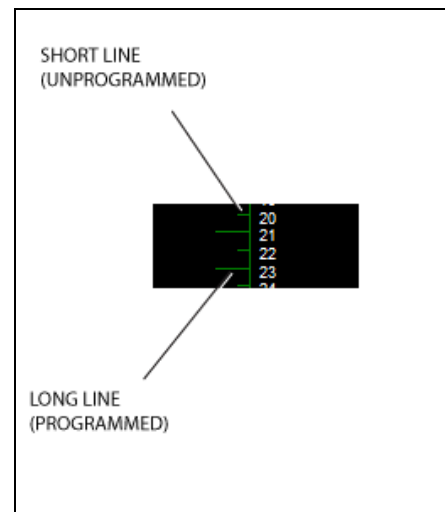 SHORT LINE
(UNPROGRAMMED)
20
21
22
23
LONG LINE
(PROGRAMMED)